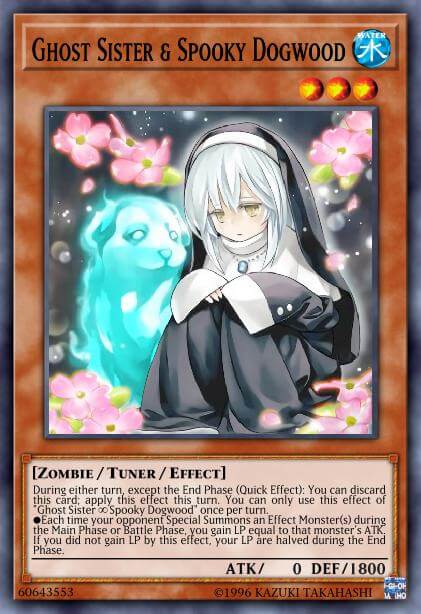 GHOST SISTER & SPOOKY DOGWOOD
WATER
水
[ZOMBIE / TUNER / EFFECT]
During either turn, except the End Phase (Quick Effect): You can discard
this card; apply this effect this turn. You can only use this effect of
"Ghost Sister ∞ Spooky Dogwood" once per turn.
●Each time your opponent Special Summons an Effect Monster(s) during
the Main Phase or Battle Phase, you gain LP equal to that monster's ATK.
If you did not gain LP by this effect, your LP are halved during the End
Phase.
ATK/ 0 DEF/1800
60643553
©1996 KAZUKI TAKAHASHI